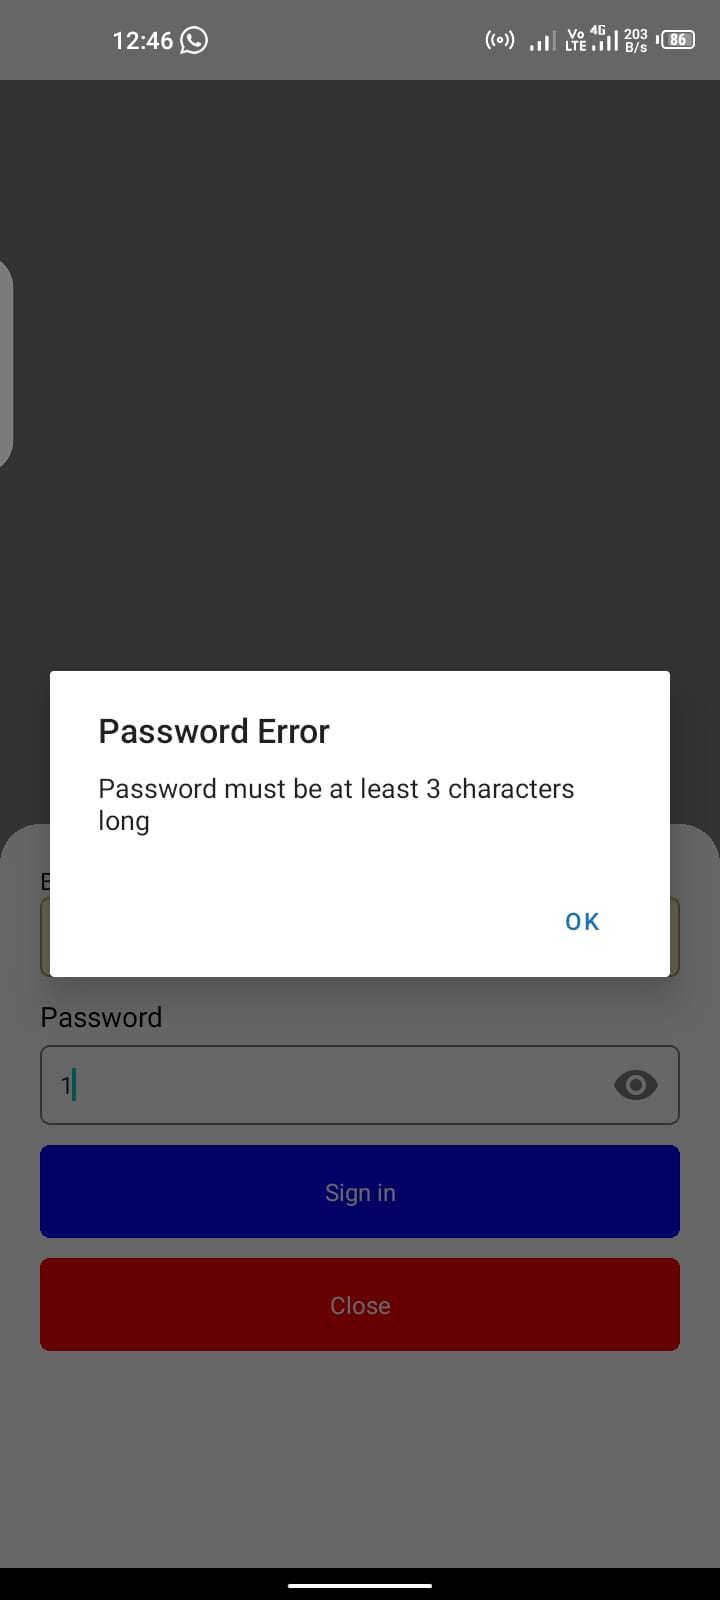 12:46
Vo LTE 4G 203 B/s 86
Password Error
Password must be at least 3 characters
long
OK
Password
1
Sign in
Close